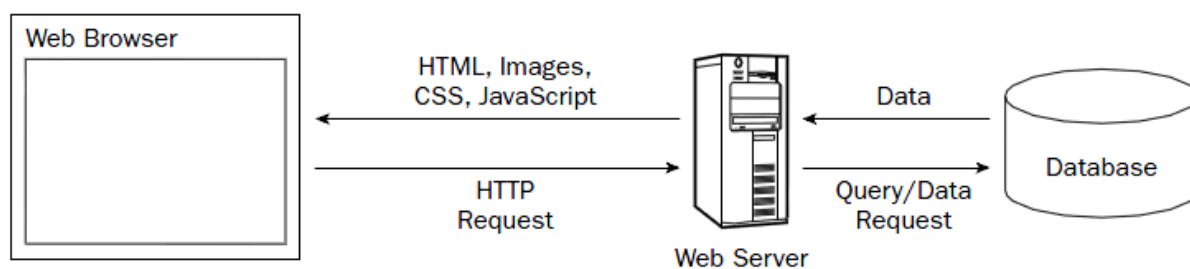 Web Browser
HTML, Images,
CSS, JavaScript
HTTP
Request
Web Server
Data
Query/Data
Request
Database